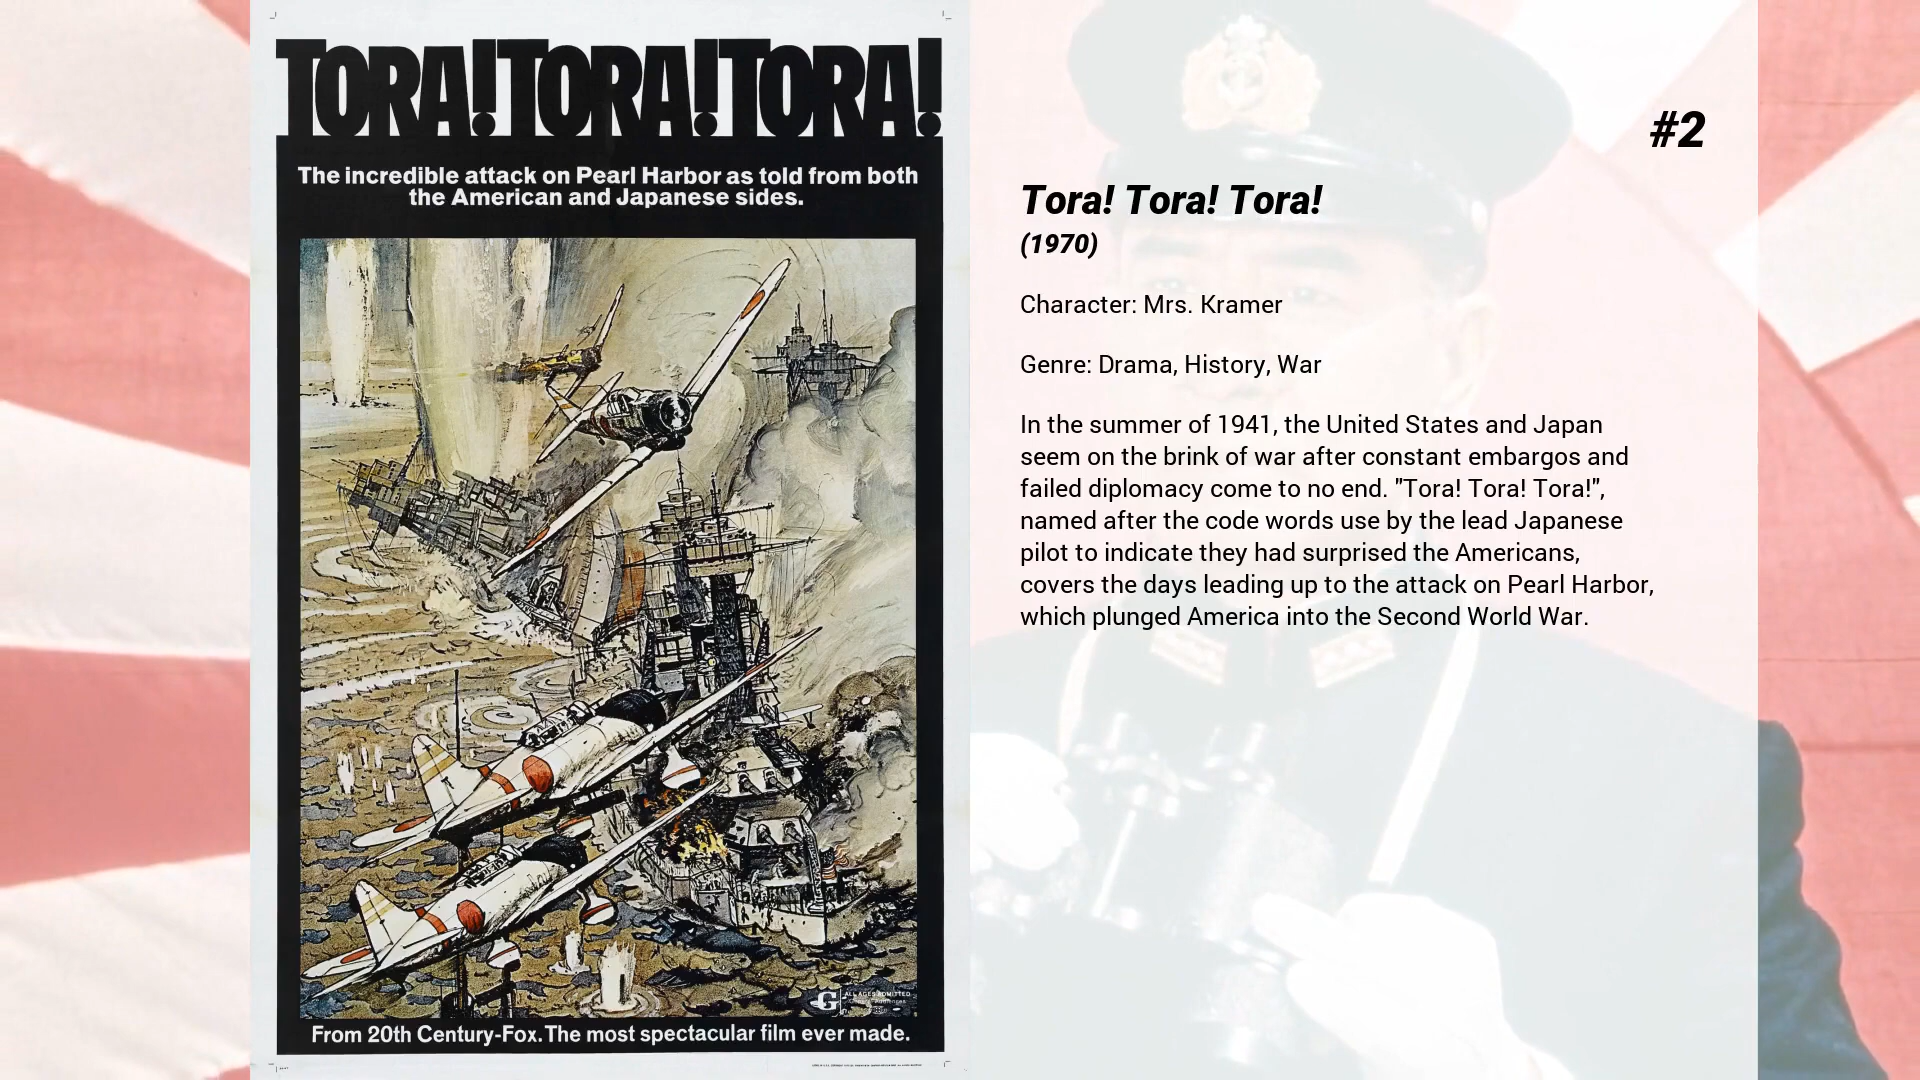 TORA! TORA! TORA!
The incredible attack on Pearl Harbor as told from both
the American and Japanese sides.
G
ALL AGES ADMITTED
From 20th Century-Fox. The most spectacular film ever made.
#2
Tora! Tora! Tora!
(1970)
Character: Mrs. Kramer
Genre: Drama, History, War
In the summer of 1941, the United States and Japan
seem on the brink of war after constant embargos and
failed diplomacy come to no end. "Tora! Tora! Tora!",
named after the code words use by the lead Japanese
pilot to indicate they had surprised the Americans,
covers the days leading up to the attack on Pearl Harbor,
which plunged America into the Second World War.